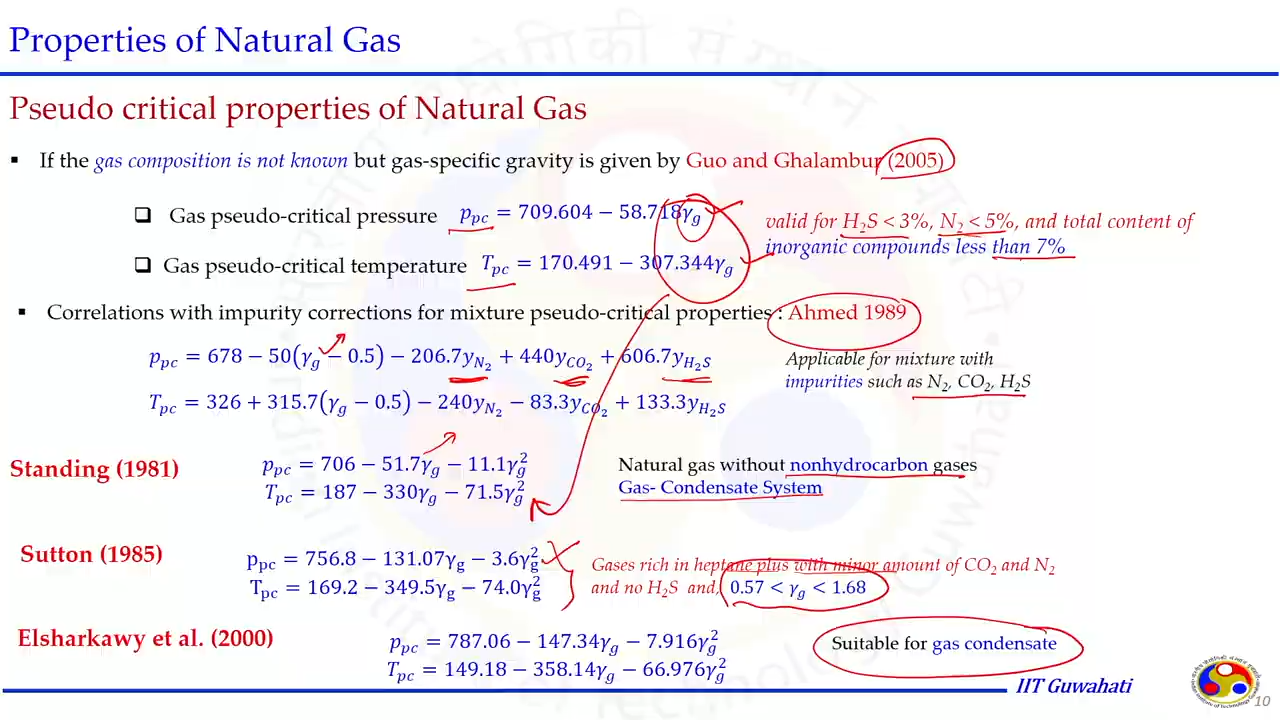 Properties of Natural Gas
Pseudo critical properties of Natural Gas
▪ If the gas composition is not known but gas-specific gravity is given by Guo and Ghalambur (2005)
❑ Gas pseudo-critical pressure p_pc = 709.604 − 58.718γ_g
valid for H₂S < 3%, N₂ < 5%, and total content of
inorganic compounds less than 7%
❑ Gas pseudo-critical temperature T_pc = 170.491 − 307.344γ_g
▪ Correlations with impurity corrections for mixture pseudo-critical properties : Ahmed 1989
p_pc = 678 − 50(γ_g − 0.5) − 206.7y_N₂ + 440y_CO₂ + 606.7y_H₂S
T_pc = 326 + 315.7(γ_g − 0.5) − 240y_N₂ − 83.3y_CO₂ + 133.3y_H₂S
Applicable for mixture with
impurities such as N₂, CO₂, H₂S
Standing (1981)
p_pc = 706 − 51.7γ_g − 11.1γ_g²
T_pc = 187 − 330γ_g − 71.5γ_g²
Natural gas without nonhydrocarbon gases
Gas- Condensate System
Sutton (1985)
p_pc = 756.8 − 131.07γ_g − 3.6γ_g²
T_pc = 169.2 − 349.5γ_g − 74.0γ_g²
Gases rich in heptane plus with minor amount of CO₂ and N₂
and no H₂S and, 0.57 < γ_g < 1.68
Elsharkawy et al. (2000)
p_pc = 787.06 − 147.34γ_g − 7.916γ_g²
T_pc = 149.18 − 358.14γ_g − 66.976γ_g²
Suitable for gas condensate
IIT Guwahati
10